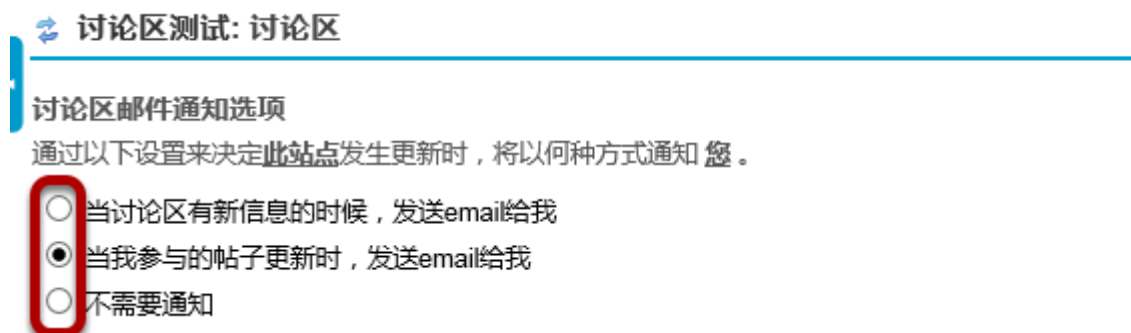 讨论区测试: 讨论区
讨论区邮件通知选项
通过以下设置来决定此站点发生更新时，将以何种方式通知 您 。
当讨论区有新信息的时候，发送email给我
当我参与的帖子更新时，发送email给我
不需要通知